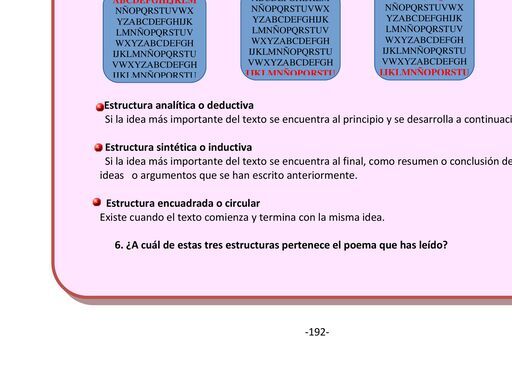 ABCDEFGHIJKLM
NÑOPQRSTUVWX
YZABCDEFGHIJK
LMNÑOPQRSTU
WXYZABCDEFGH
IJKLMNÑOPQRSTU
VWXYZABCDEFGH
IJKLMNÑOPQRSTU
NÑOPQRSTUVWX
YZABCDEFGHIJK
LMNÑOPQRSTU
WXYZABCDEFGH
IJKLMNÑOPQRSTU
VWXYZABCDEFGH
IJKLMNÑOPQRSTU
NÑOPQRSTUVWX
YZABCDEFGHIJK
LMNÑOPQRSTU
WXYZABCDEFGH
IJKLMNÑOPQRSTU
VWXYZABCDEFGH
IJKLMNÑOPQRSTU
Estructura analítica o deductiva
Si la idea más importante del texto se encuentra al principio y se desarrolla a continuaci
Estructura sintética o inductiva
Si la idea más importante del texto se encuentra al final, como resumen o conclusión de
ideas o argumentos que se han escrito anteriormente.
Estructura encuadrada o circular
Existe cuando el texto comienza y termina con la misma idea.
6. ¿A cuál de estas tres estructuras pertenece el poema que has leído?
-192-